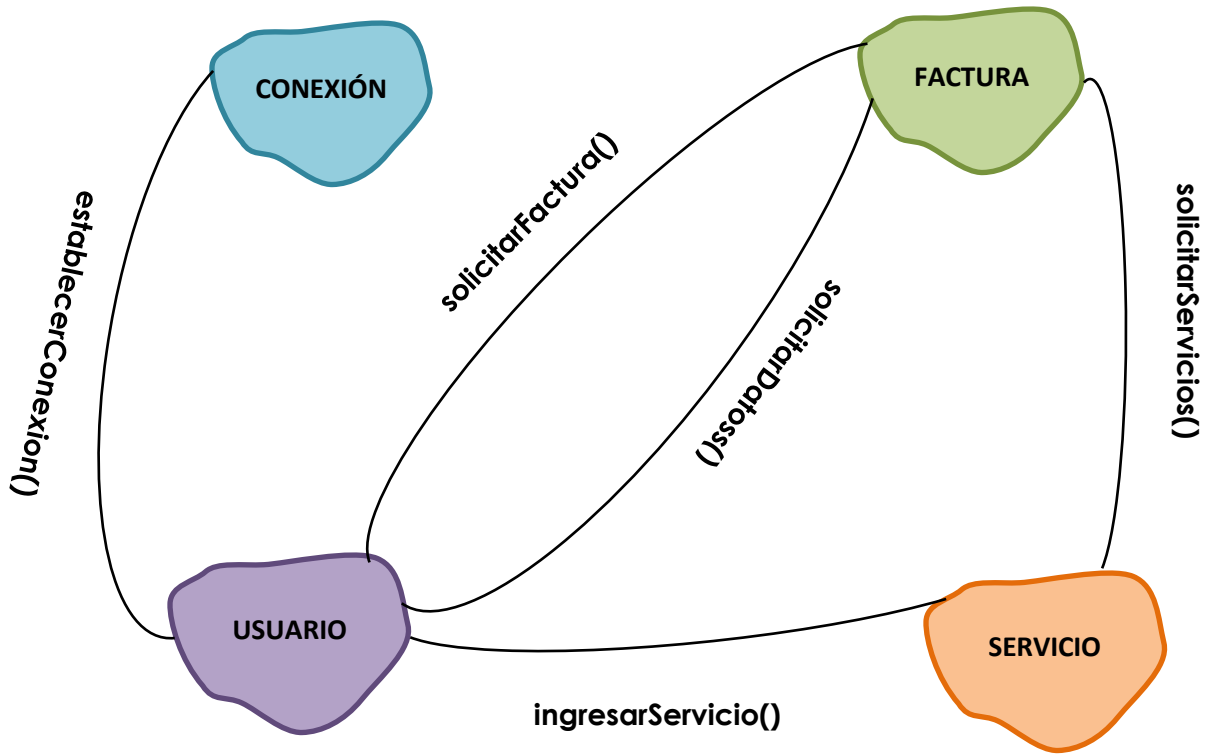 CONEXIÓN
FACTURA
establecerConexion()
solicitarFactura()
solicitarDatoss()
solicitarServicios()
USUARIO
SERVICIO
ingresarServicio()